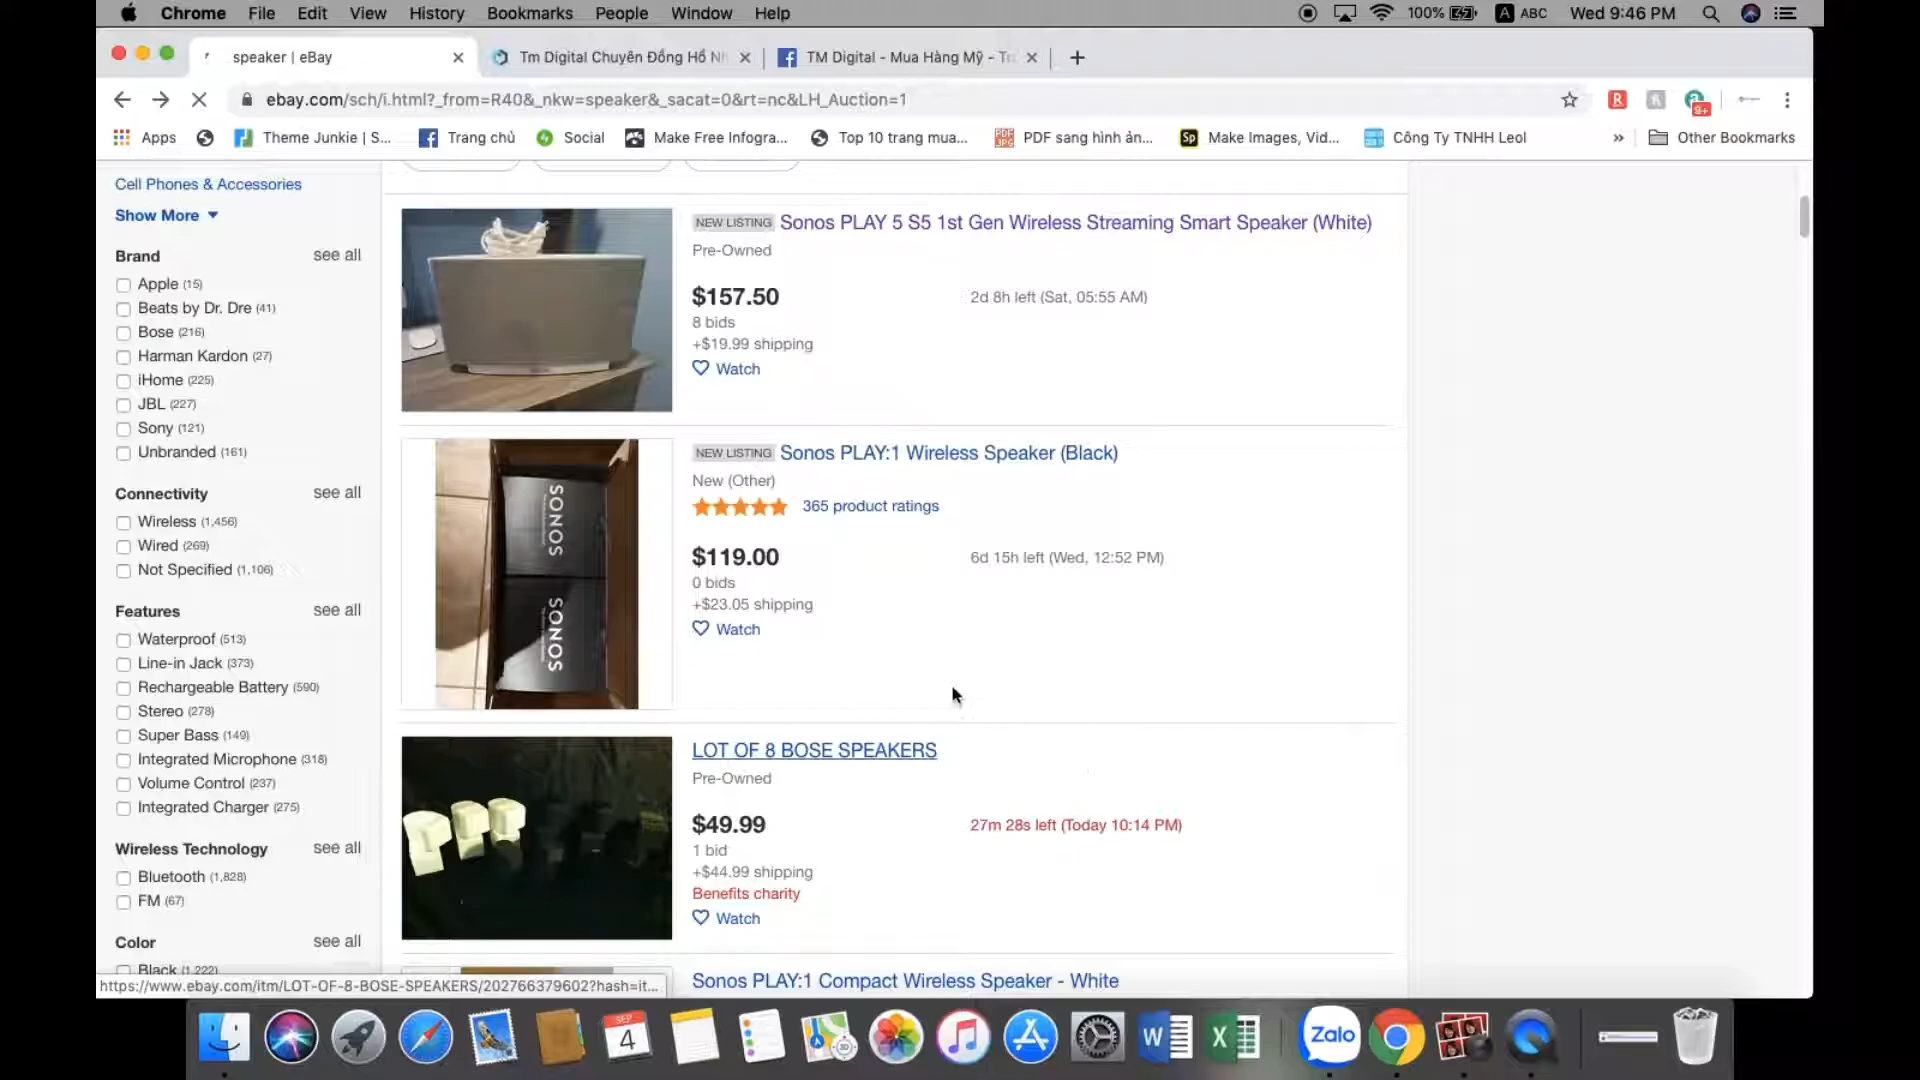 Chrome File Edit View History Bookmarks People Window Help 100% A ABC Wed 9:46 PM
speaker | eBay
Tm Digital Chuyên Đồng Hồ Nh
TM Digital - Mua Hàng Mỹ - Tr
ebay.com/sch/i.html?_from=R40&_nkw=speaker&_sacat=0&rt=nc&LH_Auction=1
R
9+
Apps Theme Junkie | S... Trang chủ Social Make Free Infogra... Top 10 trang mua... PDF sang hình ản... Sp Make Images, Vid... Công Ty TNHH Leol » Other Bookmarks
Cell Phones & Accessories
Show More
Brand see all
Apple (15)
Beats by Dr. Dre (41)
Bose (216)
Harman Kardon (27)
iHome (225)
JBL (227)
Sony (121)
Unbranded (161)
Connectivity see all
Wireless (1,456)
Wired (269)
Not Specified (1,106)
Features see all
Waterproof (513)
Line-in Jack (373)
Rechargeable Battery (590)
Stereo (278)
Super Bass (149)
Integrated Microphone (318)
Volume Control (237)
Integrated Charger (275)
Wireless Technology see all
Bluetooth (1,828)
FM (67)
Color see all
Black (1,222)
NEW LISTING Sonos PLAY 5 S5 1st Gen Wireless Streaming Smart Speaker (White)
Pre-Owned
$157.50 2d 8h left (Sat, 05:55 AM)
8 bids
+$19.99 shipping
Watch
SONOS
SONOS
NEW LISTING Sonos PLAY:1 Wireless Speaker (Black)
New (Other)
365 product ratings
$119.00 6d 15h left (Wed, 12:52 PM)
0 bids
+$23.05 shipping
Watch
LOT OF 8 BOSE SPEAKERS
Pre-Owned
$49.99 27m 28s left (Today 10:14 PM)
1 bid
+$44.99 shipping
Benefits charity
Watch
Sonos PLAY:1 Compact Wireless Speaker - White
https://www.ebay.com/itm/LOT-OF-8-BOSE-SPEAKERS/202766379602?hash=it...
SEP
4
W X Zalo